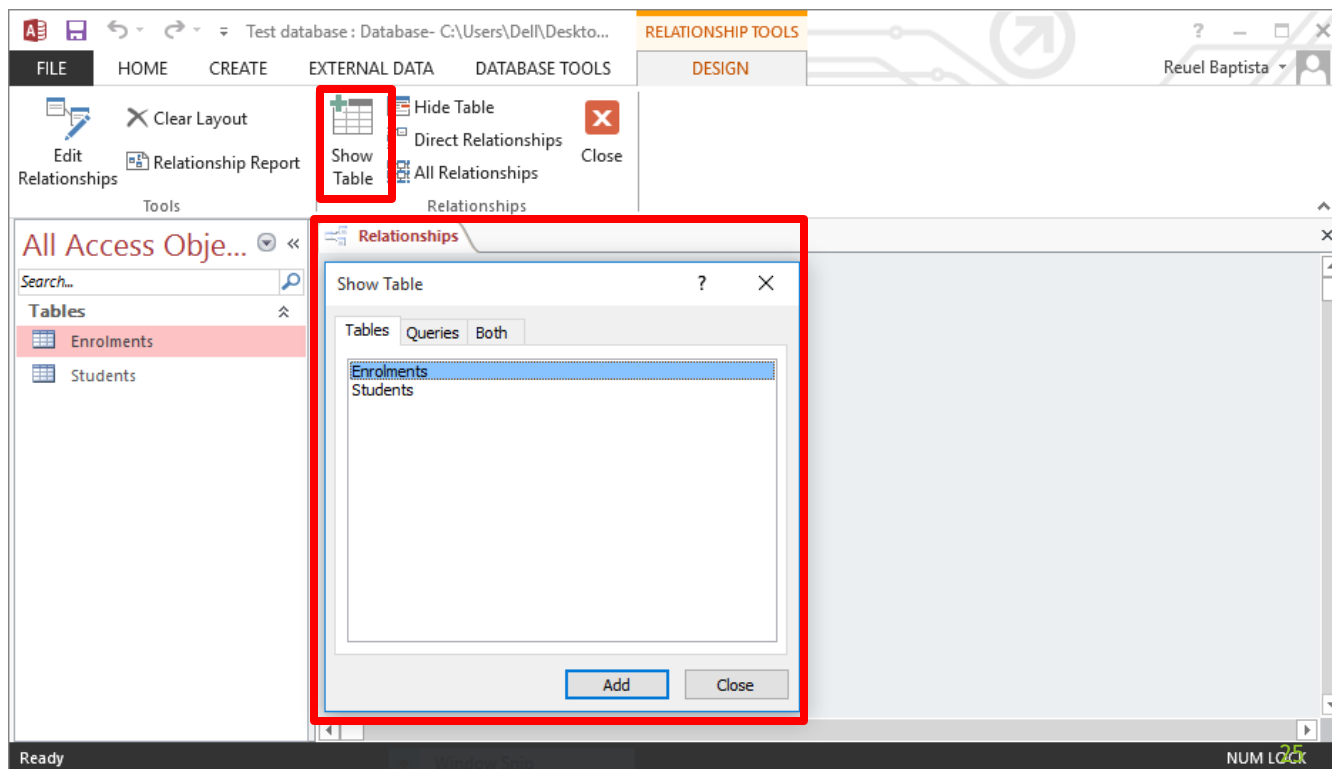 Test database : Database- C:\Users\Dell\Deskto...
RELATIONSHIP TOOLS
?
FILE
HOME
CREATE
EXTERNAL DATA
DATABASE TOOLS
DESIGN
Reuel Baptista
Edit
Relationships
Clear Layout
Relationship Report
Tools
Show
Table
Hide Table
Direct Relationships
All Relationships
Close
Relationships
All Access Obje... «
Search...
Tables
Enrolments
Students
Relationships
Show Table
?
Tables
Queries
Both
Enrolments
Students
Add
Close
Ready
Window Snip
NUM LOCK
25